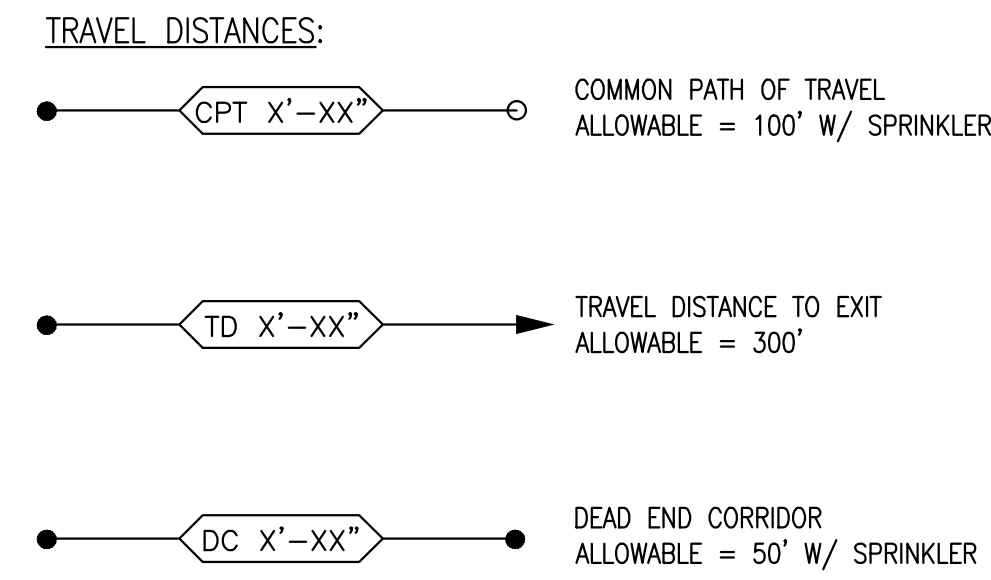 TRAVEL DISTANCES:
CPT X'-XX"
COMMON PATH OF TRAVEL
ALLOWABLE = 100' W/ SPRINKLER
TD X'-XX"
TRAVEL DISTANCE TO EXIT
ALLOWABLE = 300'
DC X'-XX"
DEAD END CORRIDOR
ALLOWABLE = 50' W/ SPRINKLER